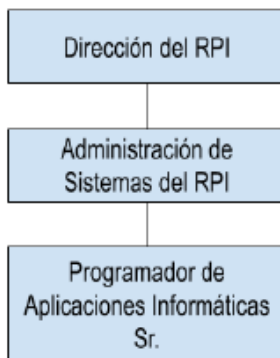 Dirección del RPI
Administración de
Sistemas del RPI
Programador de
Aplicaciones Informáticas
Sr.